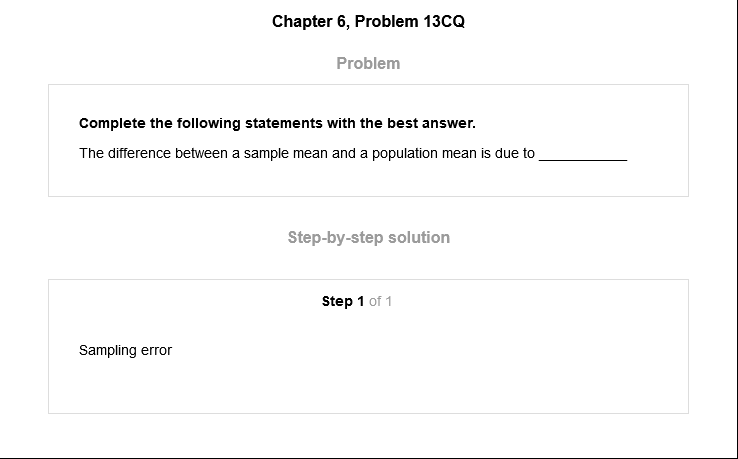 Chapter 6, Problem 13CQ
Problem
Complete the following statements with the best answer.
The difference between a sample mean and a population mean is due to ____________
Step-by-step solution
Step 1 of 1
Sampling error